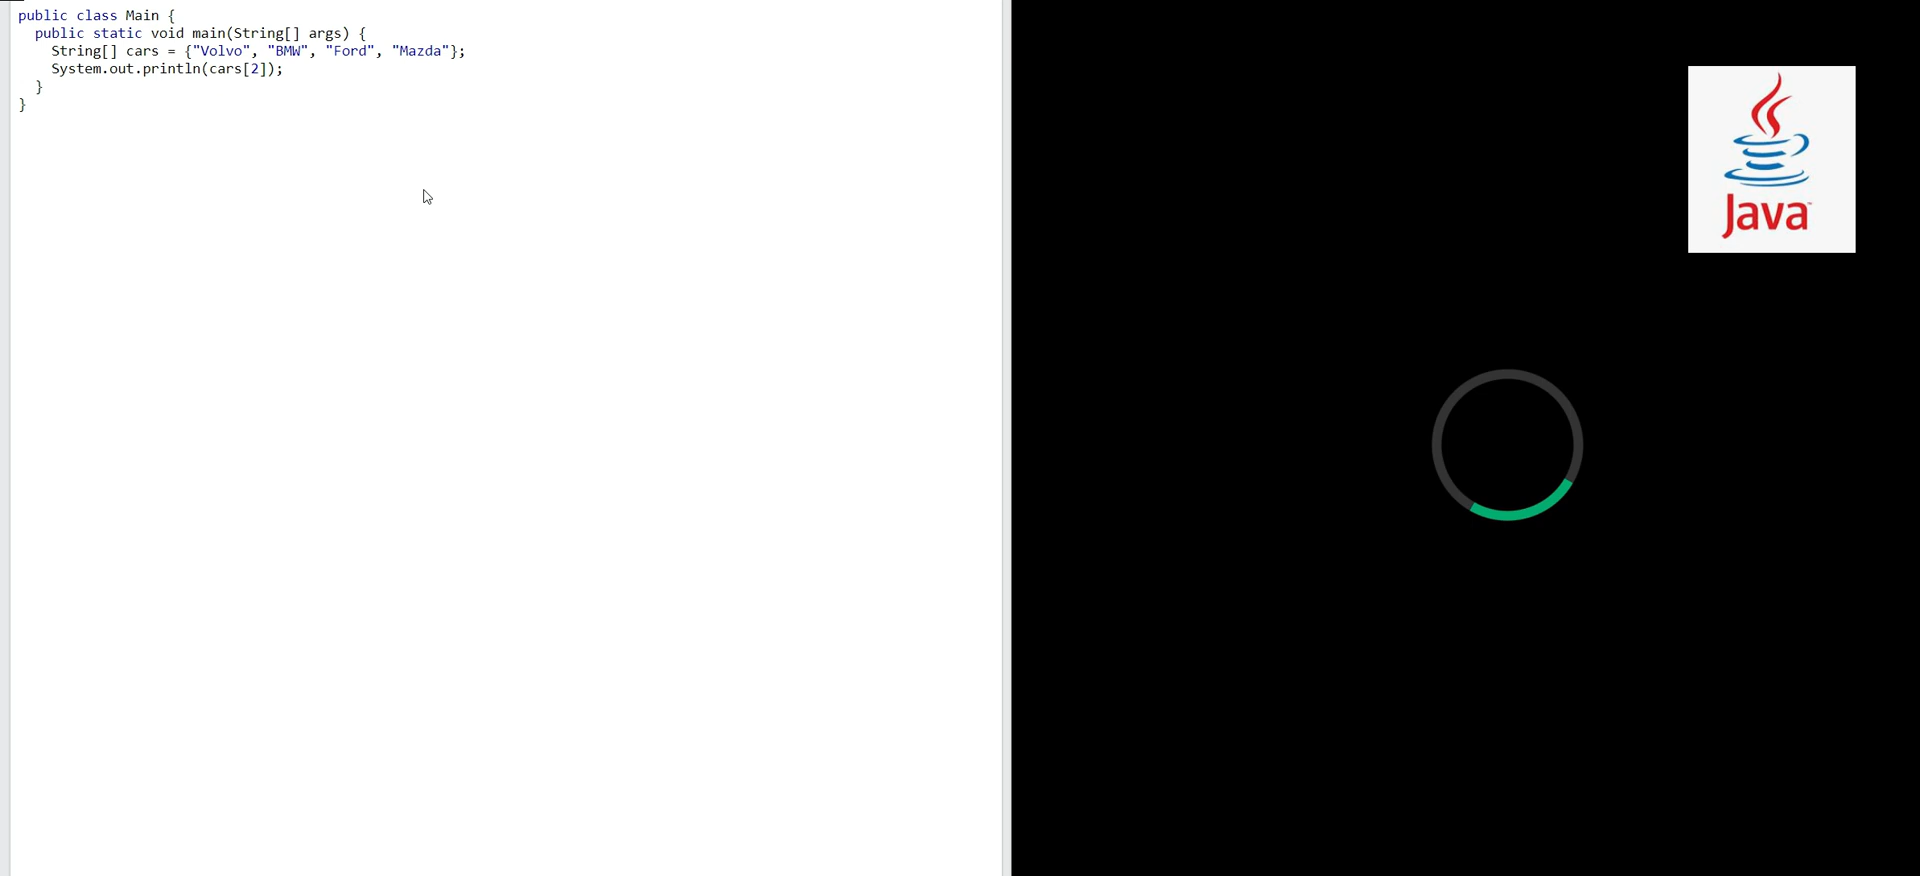 public class Main {
  public static void main(String[] args) {
    String[] cars = {"Volvo", "BMW", "Ford", "Mazda"};
    System.out.println(cars[2]);
  }
}
Java™